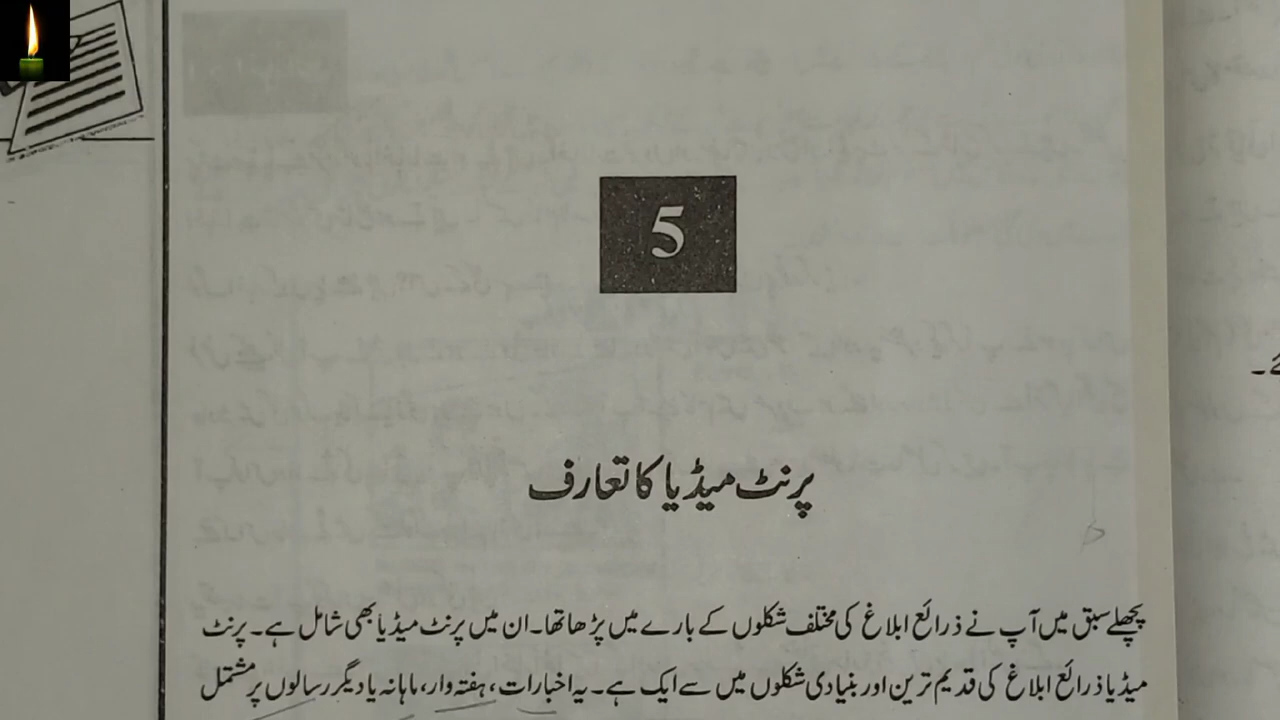 5
پرنٹ میڈیا کا تعارف
پچھلے سبق میں آپ نے ذرائع ابلاغ کی مختلف شکلوں کے بارے میں پڑھا تھا۔ ان میں پرنٹ میڈیا بھی شامل ہے۔ پرنٹ
میڈیا ذرائع ابلاغ کی قدیم ترین اور بنیادی شکلوں میں سے ایک ہے۔ یہ اخبارات، ہفتہ وار، ماہانہ یا دیگر رسالوں پر مشتمل